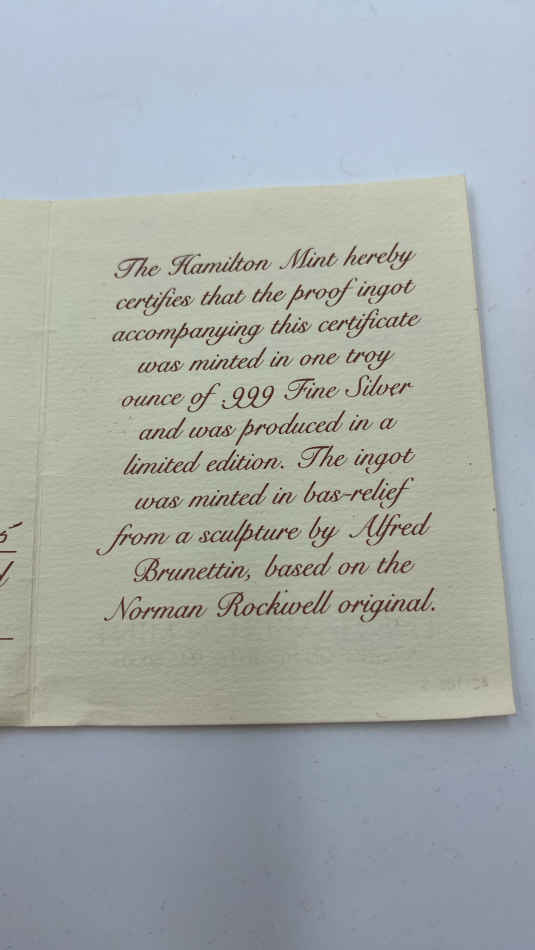 The Hamilton Mint hereby
certifies that the proof ingot
accompanying this certificate
was minted in one troy
ounce of .999 Fine Silver
and was produced in a
limited edition. The ingot
was minted in bas-relief
from a sculpture by Alfred
Brunettin, based on the
Norman Rockwell original.
5